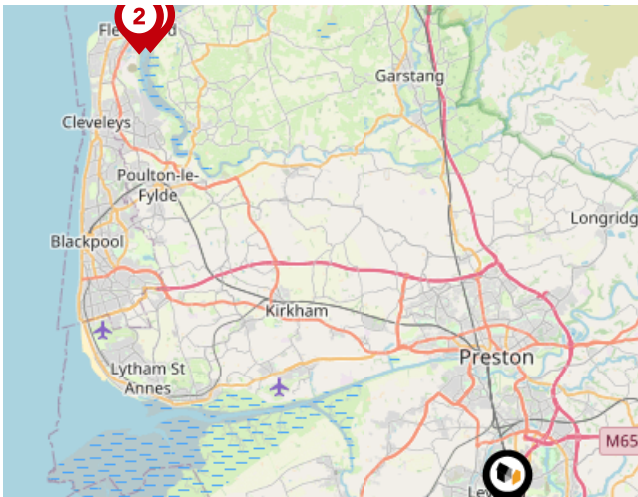 2
Garstang
Cleveleys
Poulton-le-
Fylde
Longridg
Blackpool
Kirkham
Preston
Lytham St
Annes
M65